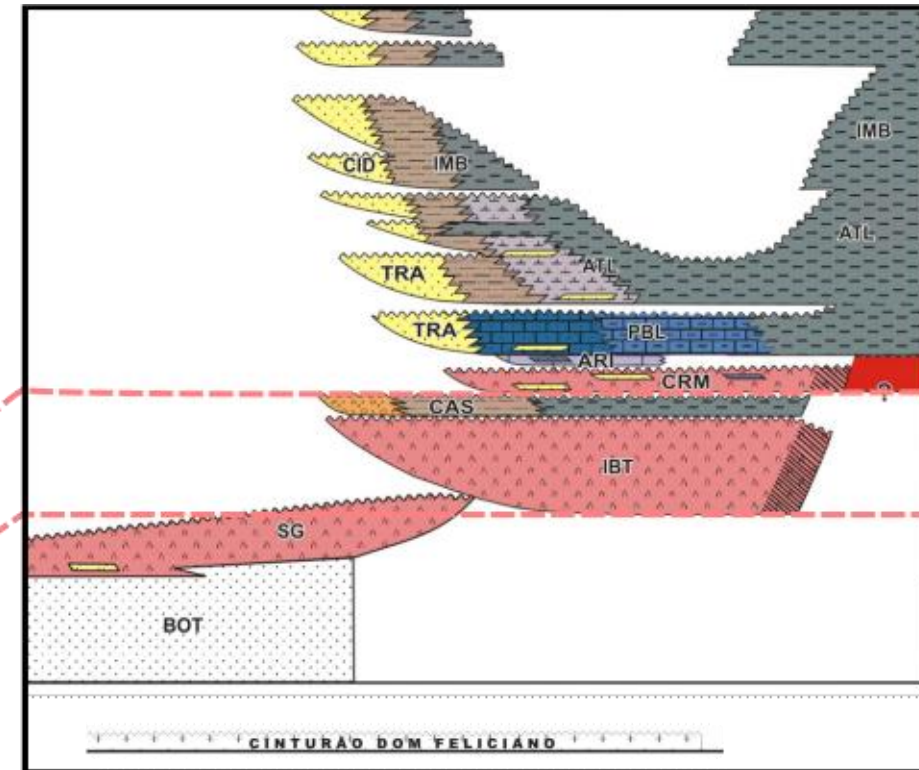 IMB
CID IMB
ATL
ATL
TRA
TRA PBL
ARI
CRM ?
CAS
IBT
SG
BOT
CINTURÃO DOM FELICIANO